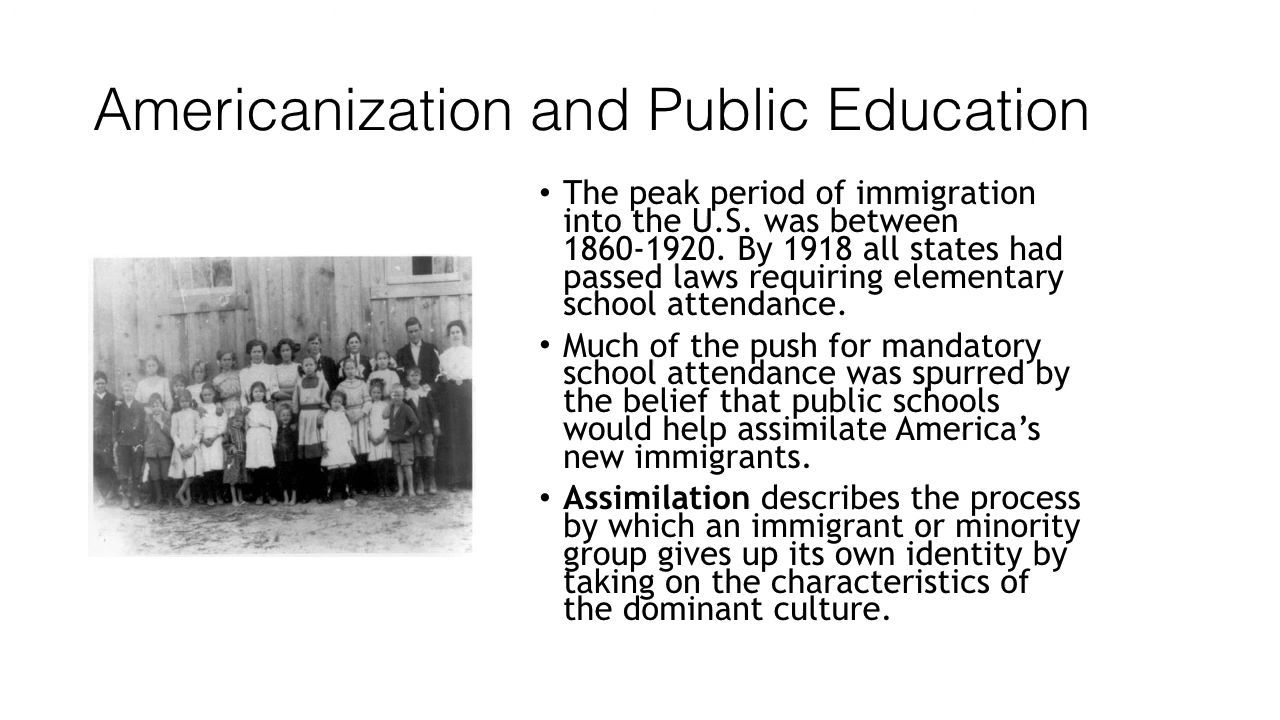 Americanization and Public Education
• The peak period of immigration
into the U.S. was between
1860-1920. By 1918 all states had
passed laws requiring elementary
school attendance.
• Much of the push for mandatory
school attendance was spurred by
the belief that public schools
would help assimilate America’s
new immigrants.
• Assimilation describes the process
by which an immigrant or minority
group gives up its own identity by
taking on the characteristics of
the dominant culture.